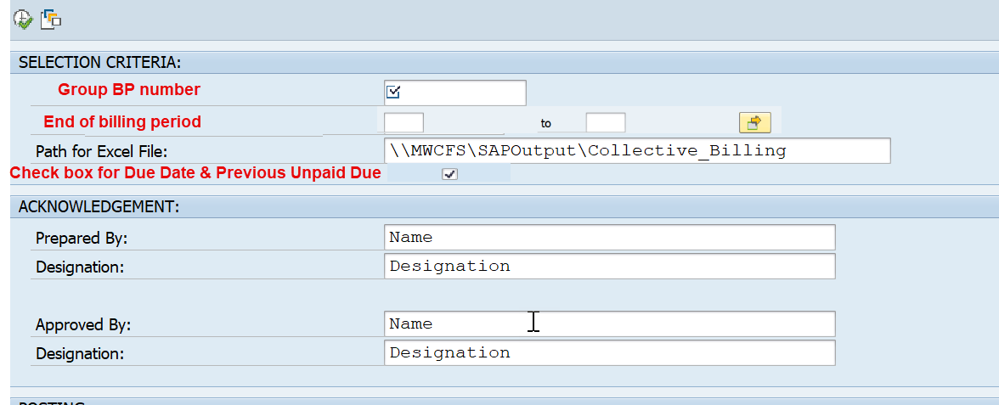 SELECTION CRITERIA:
Group BP number
End of billing period to
Path for Excel File: \\MWCFS\SAPOutput\Collective_Billing
Check box for Due Date & Previous Unpaid Due
ACKNOWLEDGEMENT:
Prepared By: Name
Designation: Designation
Approved By: Name
Designation: Designation
POSTING